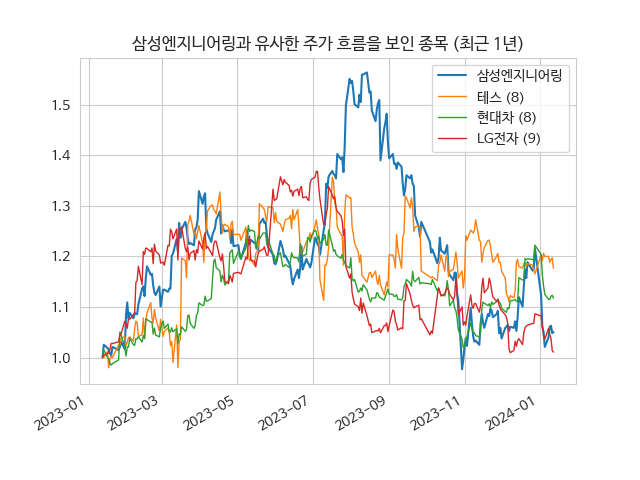 삼성엔지니어링과 유사한 주가 흐름을 보인 종목 (최근 1년)
삼성엔지니어링
테스 (8)
현대차 (8)
LG전자 (9)
1.5
1.4
1.3
1.2
1.1
1.0
2023-01
2023-03
2023-05
2023-07
2023-09
2023-11
2024-01